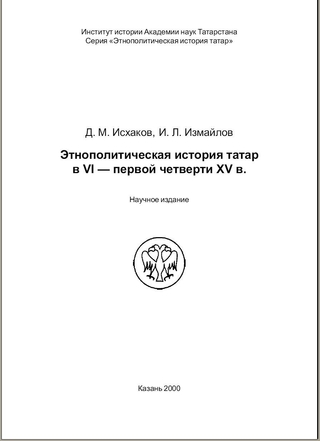 Институт истории Академии наук Татарстана
Серия «Этнополитическая история татар»
Д. М. Исхаков, И. Л. Измайлов
Этнополитическая история татар
в VI — первой четверти XV в.
Научное издание
Казань 2000